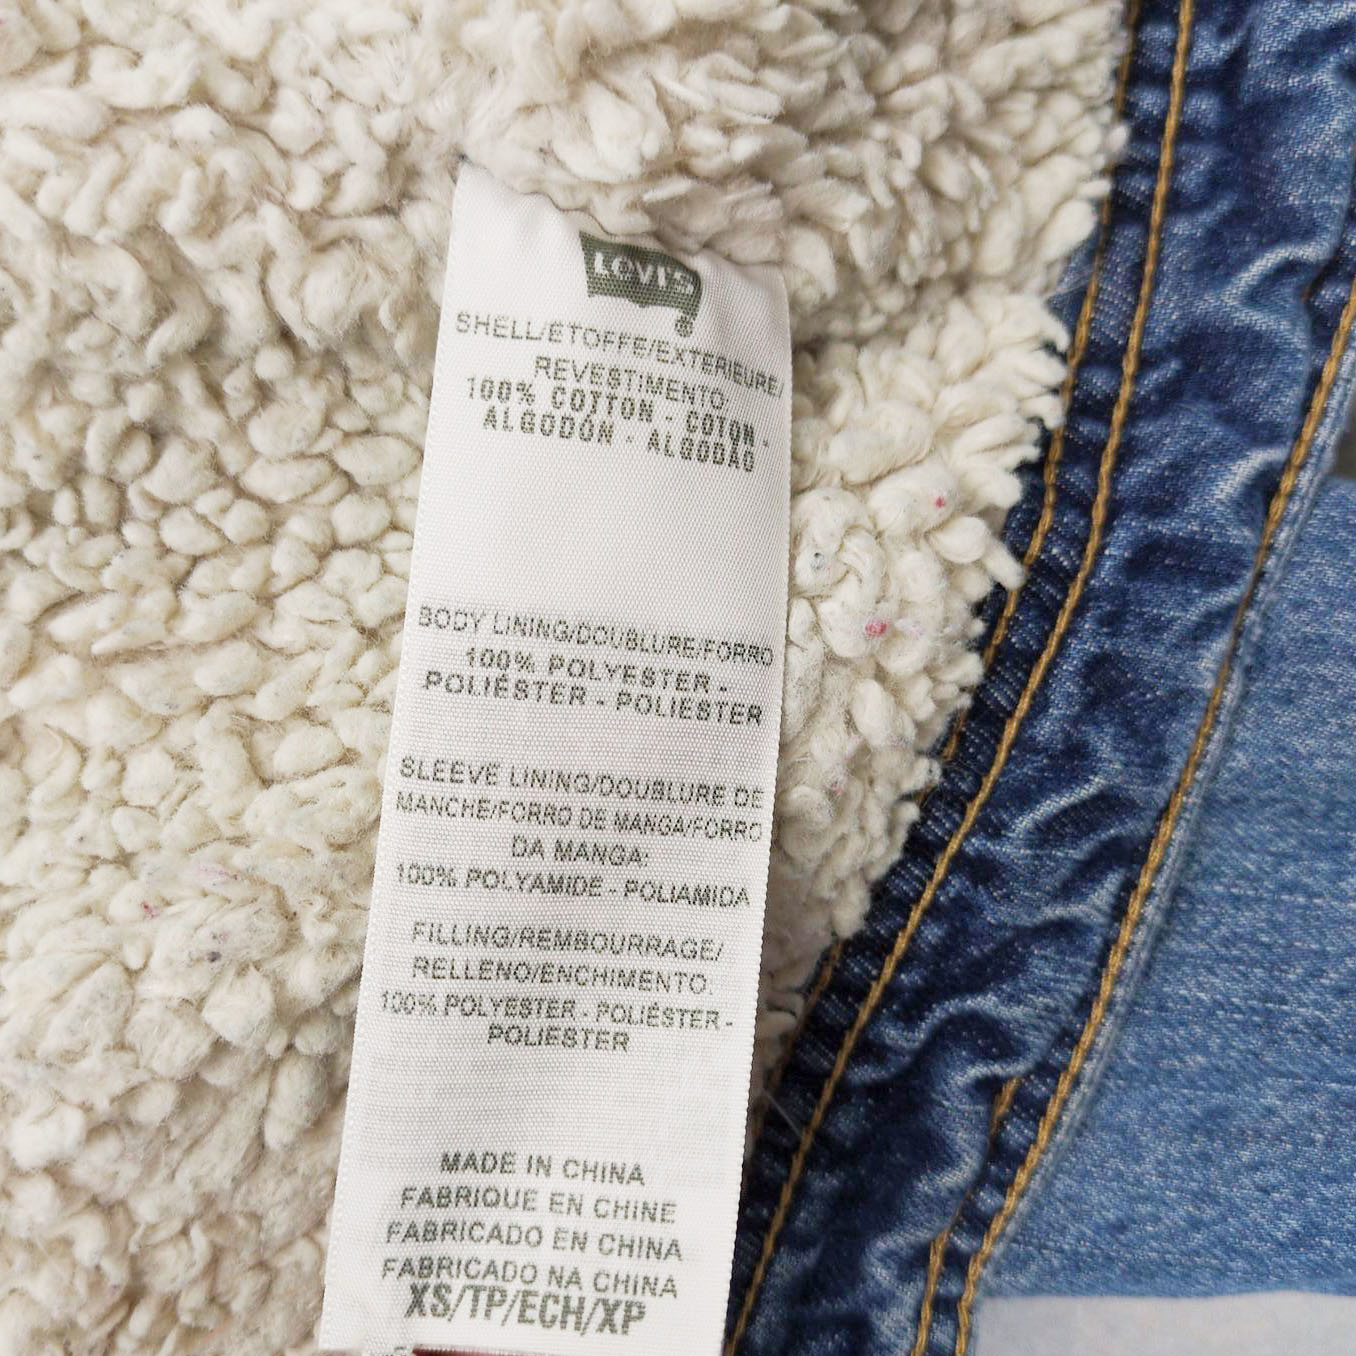 Levi's
SHELL/ÉTOFFE/EXTERIEURE/
REVESTIMENTO.
100% COTTON - COTON -
ALGODÓN - ALGODÃO
BODY LINING/DOUBLURE/FORRO
100% POLYESTER -
POLIÉSTER - POLIESTER
SLEEVE LINING/DOUBLURE DE
MANCHE/FORRO DE MANGA/FORRO
DA MANGA:
100% POLYAMIDE - POLIAMIDA
FILLING/REMBOURRAGE/
RELLENO/ENCHIMENTO.
100% POLYESTER - POLIÉSTER -
POLIESTER
MADE IN CHINA
FABRIQUE EN CHINE
FABRICADO EN CHINA
FABRICADO NA CHINA
XS/TP/ECH/XP